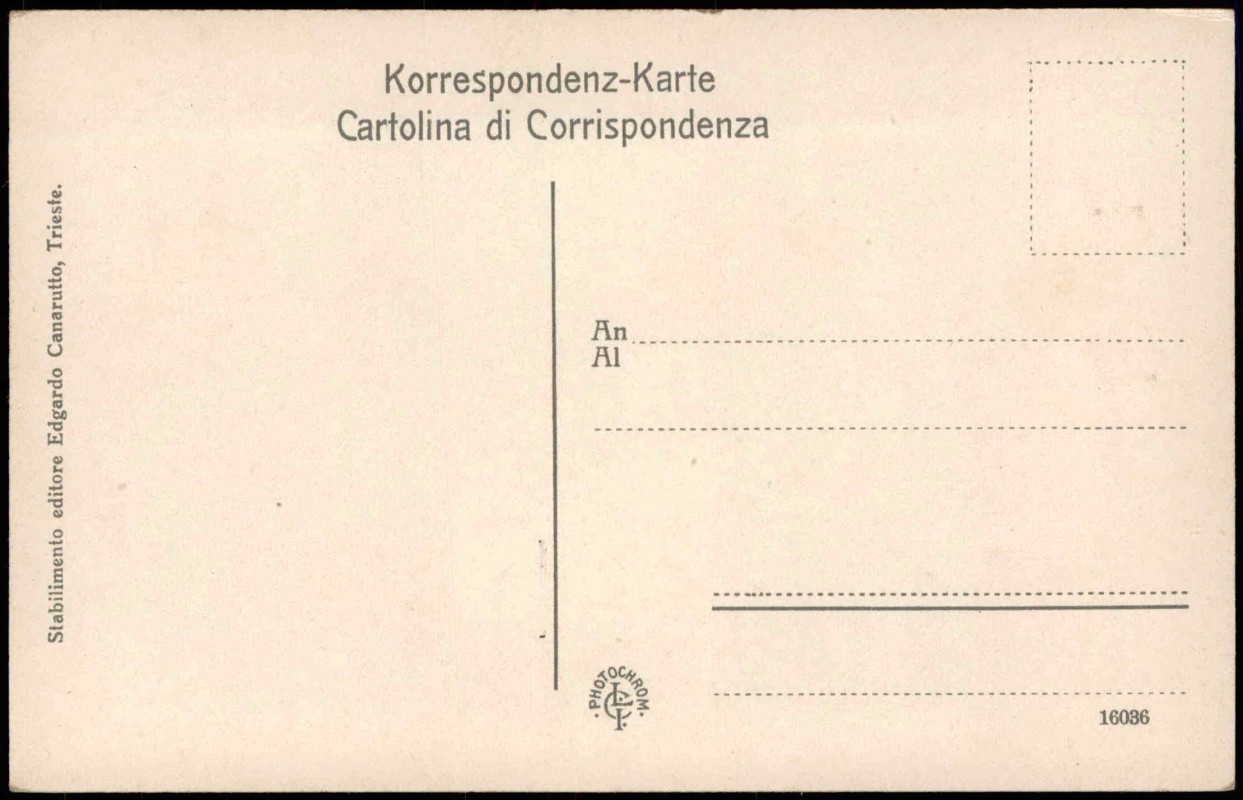 Korrespondenz-Karte
Cartolina di Corrispondenza
Stabilimento editore Edgardo Canarutto, Trieste.
An
Al
· PHOTOCHROM ·
16036